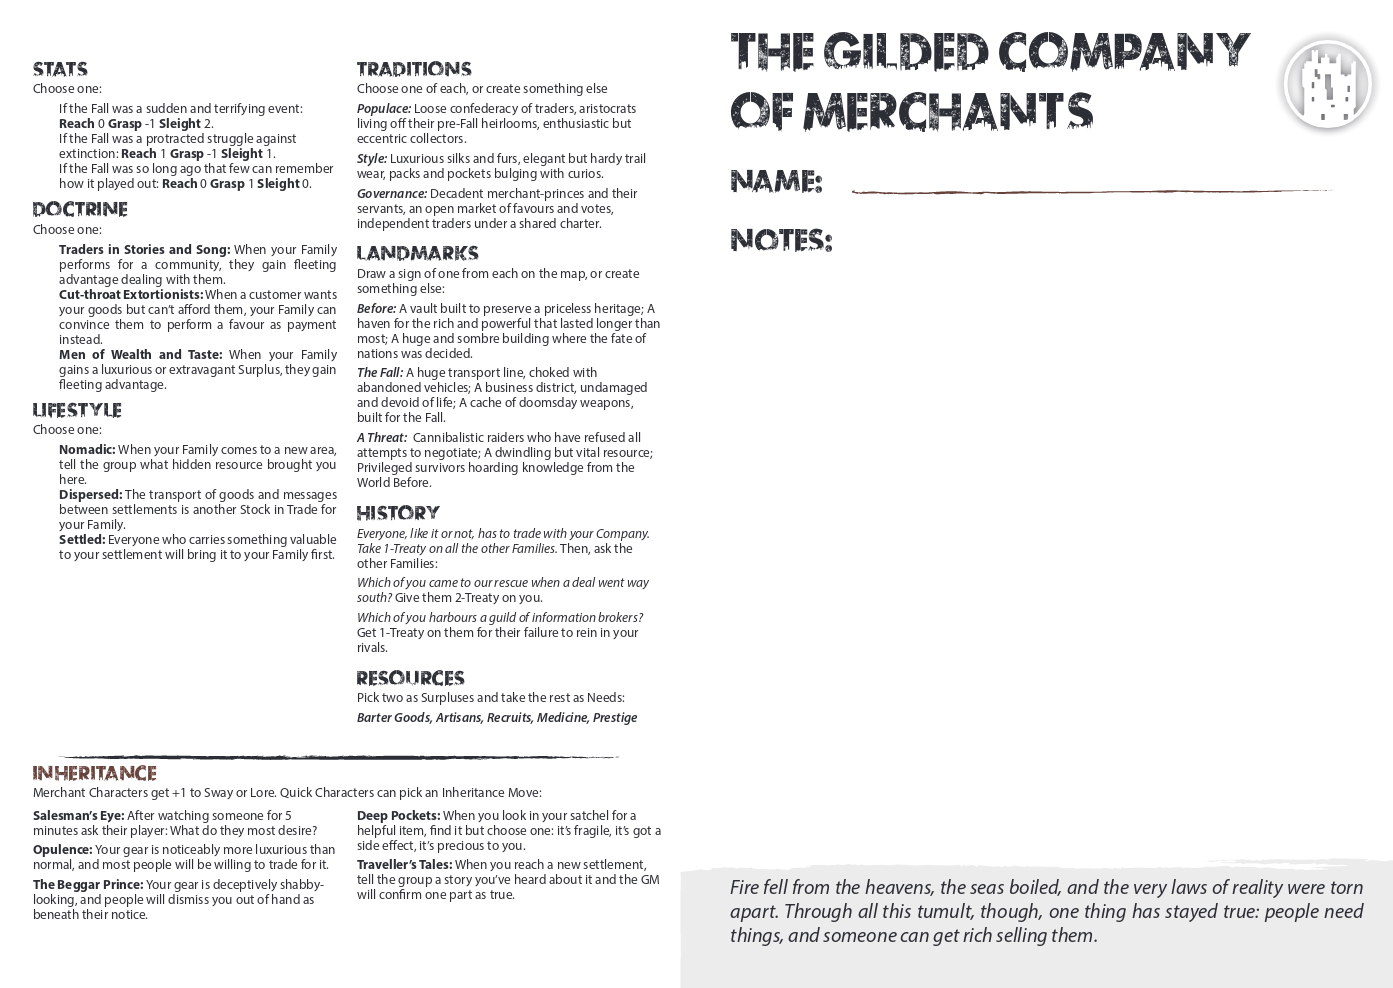 STATS
Choose one:
If the Fall was a sudden and terrifying event:
Reach 0 Grasp -1 Sleight 2.
If the Fall was a protracted struggle against
extinction: Reach 1 Grasp -1 Sleight 1.
If the Fall was so long ago that few can remember
how it played out: Reach 0 Grasp 1 Sleight 0.
DOCTRINE
Choose one:
Traders in Stories and Song: When your Family
performs for a community, they gain fleeting
advantage dealing with them.
Cut-throat Extortionists: When a customer wants
your goods but can't afford them, your Family can
convince them to perform a favour as payment
instead.
Men of Wealth and Taste: When your Family
gains a luxurious or extravagant Surplus, they gain
fleeting advantage.
LIFESTYLE
Choose one:
Nomadic: When your Family comes to a new area,
tell the group what hidden resource brought you
here.
Dispersed: The transport of goods and messages
between settlements is another Stock in Trade for
your Family.
Settled: Everyone who carries something valuable
to your settlement will bring it to your Family first.
TRADITIONS
Choose one of each, or create something else
Populace: Loose confederacy of traders, aristocrats
living off their pre-Fall heirlooms, enthusiastic but
eccentric collectors.
Style: Luxurious silks and furs, elegant but hardy trail
wear, packs and pockets bulging with curios.
Governance: Decadent merchant-princes and their
servants, an open market of favours and votes,
independent traders under a shared charter.
LANDMARKS
Draw a sign of one from each on the map, or create
something else:
Before: A vault built to preserve a priceless heritage; A
haven for the rich and powerful that lasted longer than
most; A huge and sombre building where the fate of
nations was decided.
The Fall: A huge transport line, choked with
abandoned vehicles; A business district, undamaged
and devoid of life; A cache of doomsday weapons,
built for the Fall.
A Threat: Cannibalistic raiders who have refused all
attempts to negotiate; A dwindling but vital resource;
Privileged survivors hoarding knowledge from the
World Before.
HISTORY
Everyone, like it or not, has to trade with your Company.
Take 1-Treaty on all the other Families. Then, ask the
other Families:
Which of you came to our rescue when a deal went way
south? Give them 2-Treaty on you.
Which of you harbours a guild of information brokers?
Get 1-Treaty on them for their failure to rein in your
rivals.
RESOURCES
Pick two as Surpluses and take the rest as Needs:
Barter Goods, Artisans, Recruits, Medicine, Prestige
INHERITANCE
Merchant Characters get +1 to Sway or Lore. Quick Characters can pick an Inheritance Move:
Salesman's Eye: After watching someone for 5
minutes ask their player: What do they most desire?
Opulence: Your gear is noticeably more luxurious than
normal, and most people will be willing to trade for it.
The Beggar Prince: Your gear is deceptively shabby-
looking, and people will dismiss you out of hand as
beneath their notice.
Deep Pockets: When you look in your satchel for a
helpful item, find it but choose one: it's fragile, it's got a
side effect, it's precious to you.
Traveller's Tales: When you reach a new settlement,
tell the group a story you've heard about it and the GM
will confirm one part as true.
THE GILDED COMPANY
OF MERCHANTS
NAME:
NOTES:
Fire fell from the heavens, the seas boiled, and the very laws of reality were torn
apart. Through all this tumult, though, one thing has stayed true: people need
things, and someone can get rich selling them.